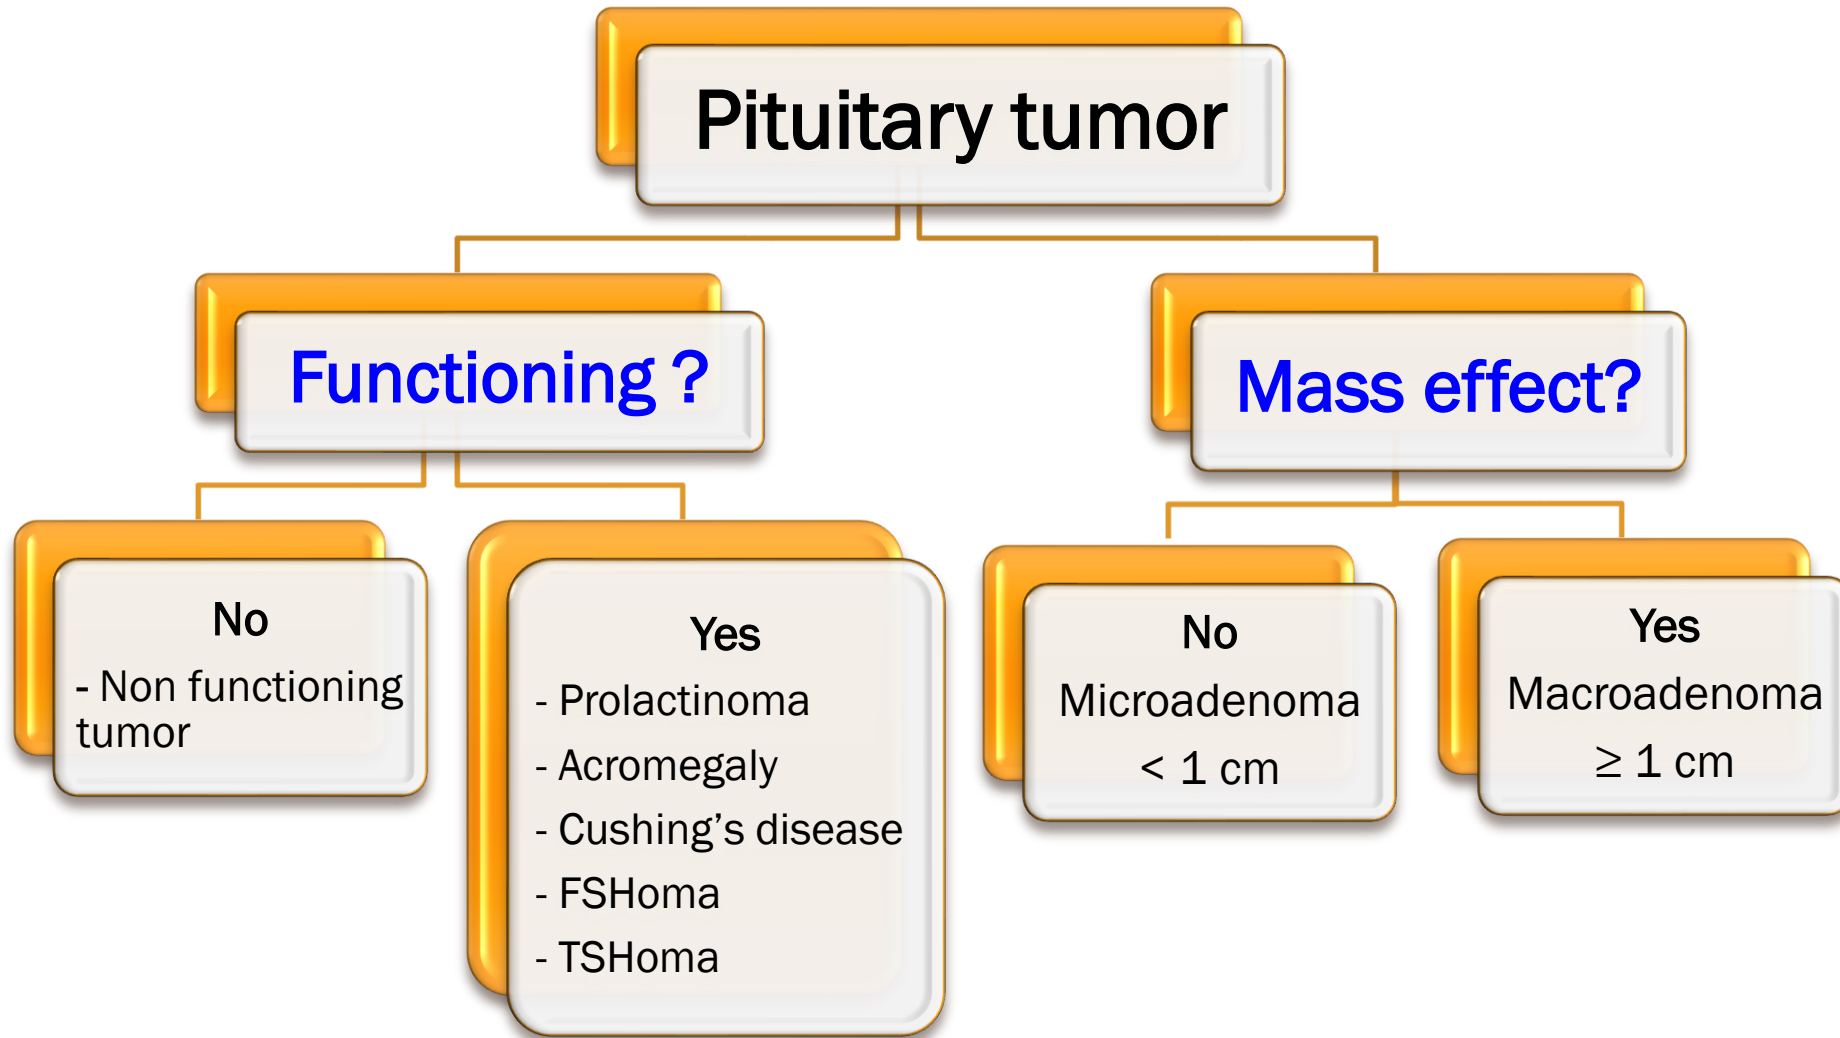 Pituitary tumor
Functioning ?
Mass effect?
No
- Non functioning
tumor
Yes
- Prolactinoma
- Acromegaly
- Cushing’s disease
- FSHoma
- TSHoma
No
Microadenoma
< 1 cm
Yes
Macroadenoma
≥ 1 cm